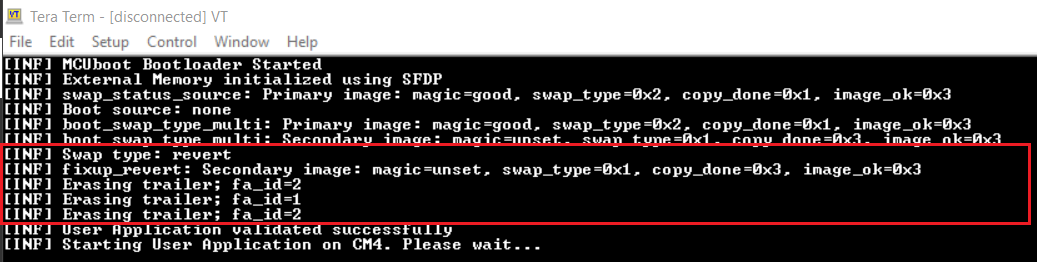 Tera Term - [disconnected] VT
File Edit Setup Control Window Help
[INF] MCUboot Bootloader Started
[INF] External Memory initialized using SFDP
[INF] swap_status_source: Primary image: magic=good, swap_type=0x2, copy_done=0x1, image_ok=0x3
[INF] Boot source: none
[INF] boot_swap_type_multi: Primary image: magic=good, swap_type=0x2, copy_done=0x1, image_ok=0x3
[INF] boot_swap_type_multi: Secondary image: magic=unset, swap_type=0x1, copy_done=0x3, image_ok=0x3
[INF] Swap type: revert
[INF] fixup_revert: Secondary image: magic=unset, swap_type=0x1, copy_done=0x3, image_ok=0x3
[INF] Erasing trailer; fa_id=2
[INF] Erasing trailer; fa_id=1
[INF] Erasing trailer; fa_id=2
[INF] User Application validated successfully
[INF] Starting User Application on CM4. Please wait...